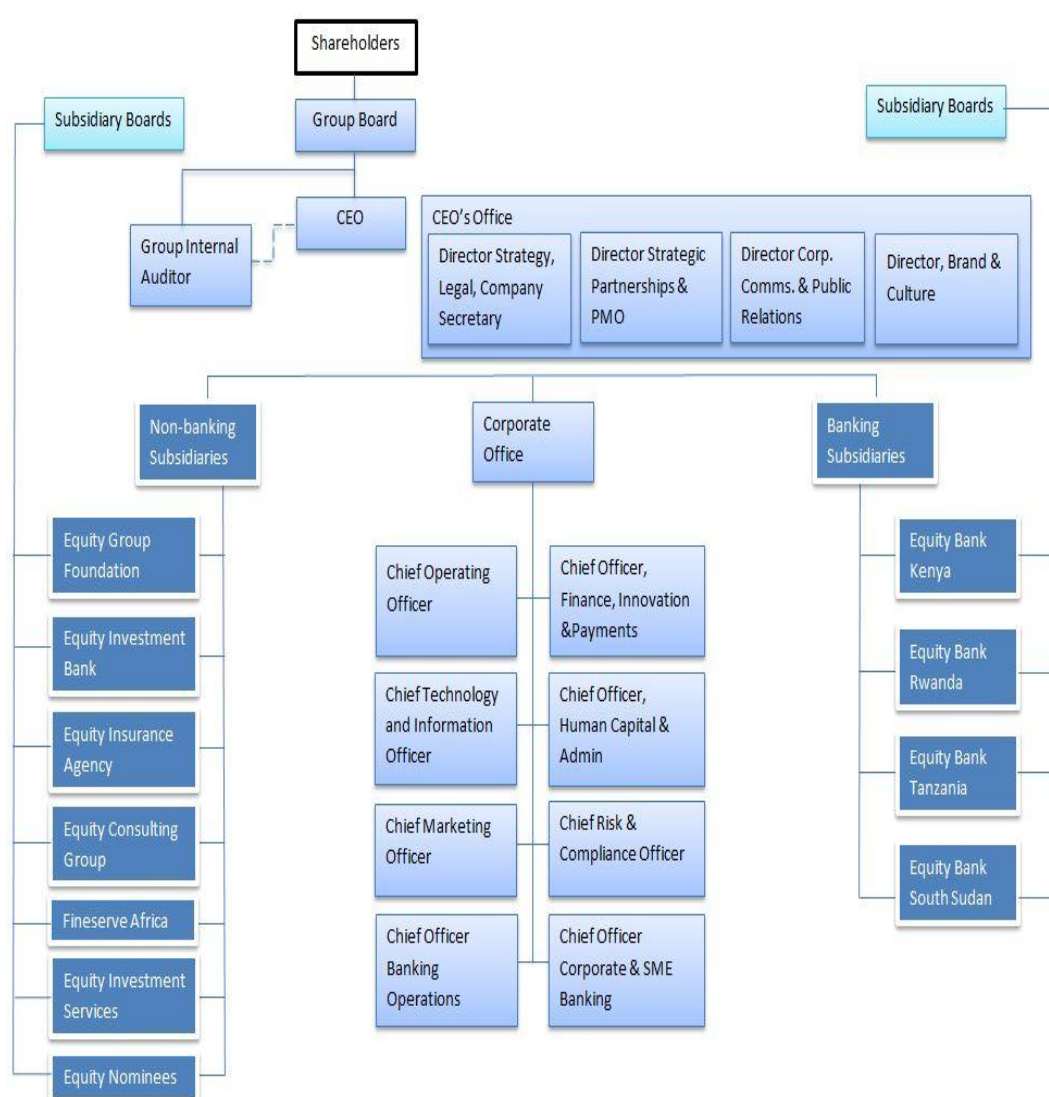 Shareholders
Subsidiary Boards
Group Board
Subsidiary Boards
CEO
Group Internal
Auditor
CEO's Office
Director Strategy,
Legal, Company
Secretary
Director Strategic
Partnerships &
PMO
Director Corp.
Comms. & Public
Relations
Director, Brand &
Culture
Non-banking
Subsidiaries
Corporate
Office
Banking
Subsidiaries
Equity Group
Foundation
Equity Investment
Bank
Equity Insurance
Agency
Equity Consulting
Group
Fineserve Africa
Equity Investment
Services
Equity Nominees
Chief Operating
Officer
Chief Officer,
Finance, Innovation
&Payments
Chief Technology
and Information
Officer
Chief Officer,
Human Capital &
Admin
Chief Marketing
Officer
Chief Risk &
Compliance Officer
Chief Officer
Banking
Operations
Chief Officer
Corporate & SME
Banking
Equity Bank
Kenya
Equity Bank
Rwanda
Equity Bank
Tanzania
Equity Bank
South Sudan